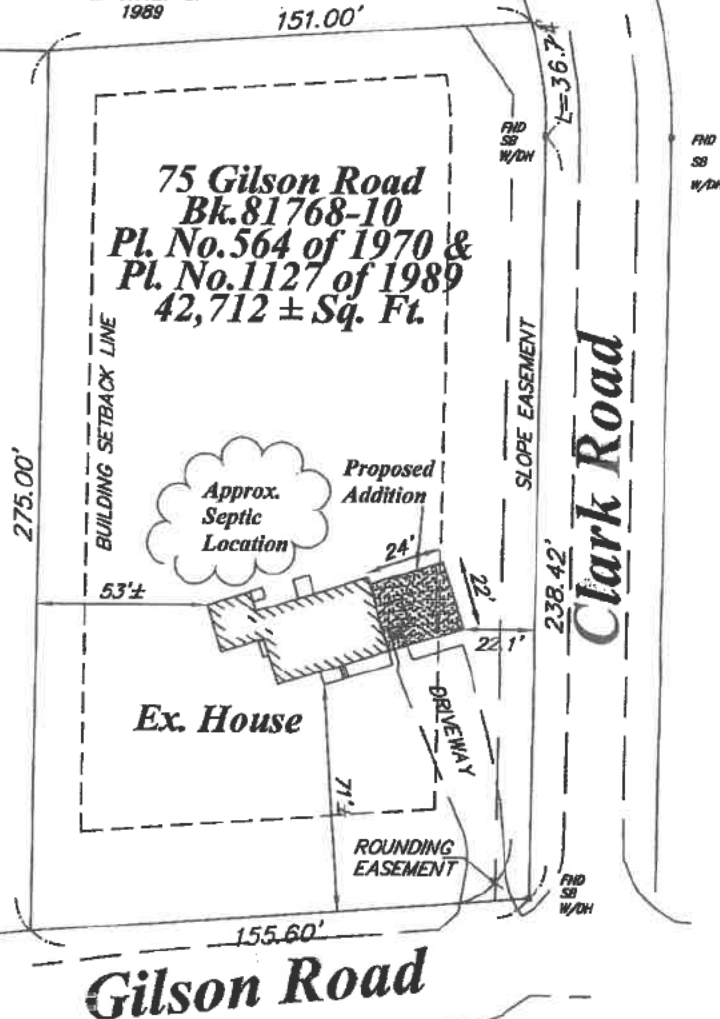 1989
151.00'
L=36.7
FND
SB
W/DH
FND
SB
W/DH
75 Gilson Road
Bk.81768-10
Pl. No.564 of 1970 &
Pl. No.1127 of 1989
42,712 ± Sq. Ft.
BUILDING SETBACK LINE
SLOPE EASEMENT
Clark Road
275.00'
Approx.
Septic
Location
Proposed
Addition
24'
22'
238.42'
53'±
22.1'
Ex. House
DRIVEWAY
71'±
ROUNDING
EASEMENT
FND
SB
W/DH
155.60'
Gilson Road